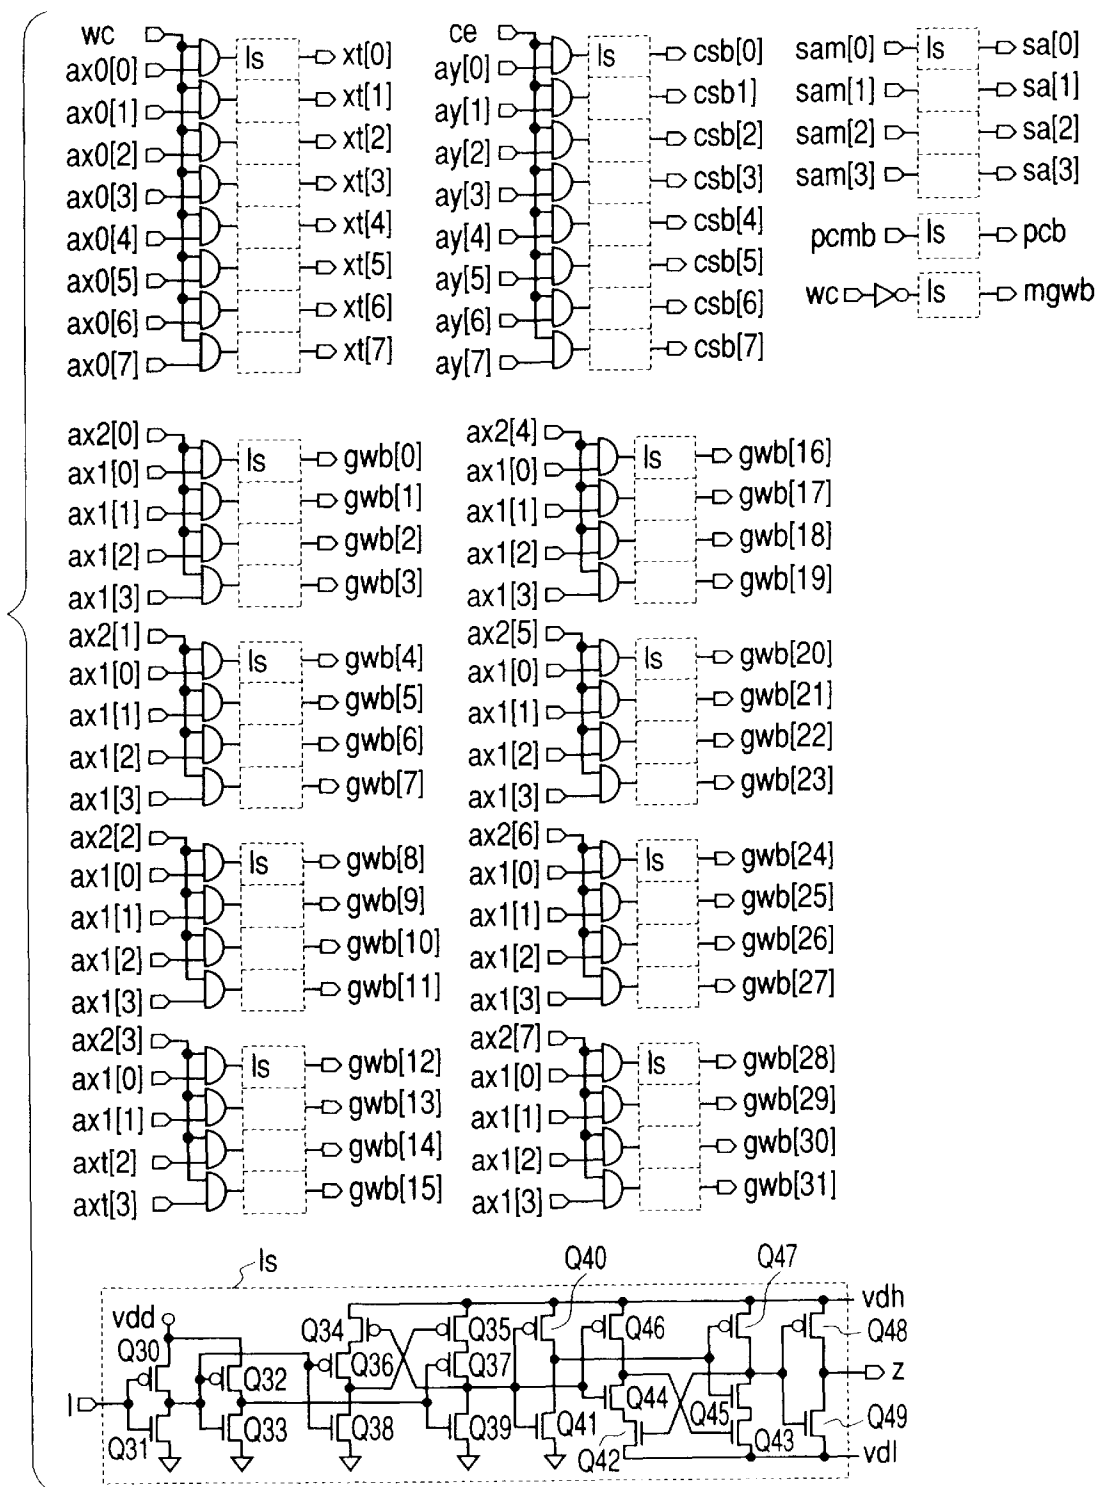 wc
ax0[0]
ax0[1]
ax0[2]
ax0[3]
ax0[4]
ax0[5]
ax0[6]
ax0[7]
ls
xt[0]
xt[1]
xt[2]
xt[3]
xt[4]
xt[5]
xt[6]
xt[7]
ce
ay[0]
ay[1]
ay[2]
ay[3]
ay[4]
ay[5]
ay[6]
ay[7]
ls
csb[0]
csb1]
csb[2]
csb[3]
csb[4]
csb[5]
csb[6]
csb[7]
sam[0] ls sa[0]
sam[1] sa[1]
sam[2] sa[2]
sam[3] sa[3]
pcmb ls pcb
wc ls mgwb
ax2[0]
ax1[0]
ax1[1]
ax1[2]
ax1[3]
ls
gwb[0]
gwb[1]
gwb[2]
gwb[3]
ax2[4]
ax1[0]
ax1[1]
ax1[2]
ax1[3]
ls
gwb[16]
gwb[17]
gwb[18]
gwb[19]
ax2[1]
ax1[0]
ax1[1]
ax1[2]
ax1[3]
ls
gwb[4]
gwb[5]
gwb[6]
gwb[7]
ax2[5]
ax1[0]
ax1[1]
ax1[2]
ax1[3]
ls
gwb[20]
gwb[21]
gwb[22]
gwb[23]
ax2[2]
ax1[0]
ax1[1]
ax1[2]
ax1[3]
ls
gwb[8]
gwb[9]
gwb[10]
gwb[11]
ax2[6]
ax1[0]
ax1[1]
ax1[2]
ax1[3]
ls
gwb[24]
gwb[25]
gwb[26]
gwb[27]
ax2[3]
ax1[0]
ax1[1]
axt[2]
axt[3]
ls
gwb[12]
gwb[13]
gwb[14]
gwb[15]
ax2[7]
ax1[0]
ax1[1]
ax1[2]
ax1[3]
ls
gwb[28]
gwb[29]
gwb[30]
gwb[31]
ls
Q40
Q47
vdd
vdh
Q30
Q34
Q35
Q46
Q48
Q32
Q36
Q37
z
I
Q44
Q45
Q31
Q33
Q38
Q39
Q41
Q42
Q43
Q49
vdl